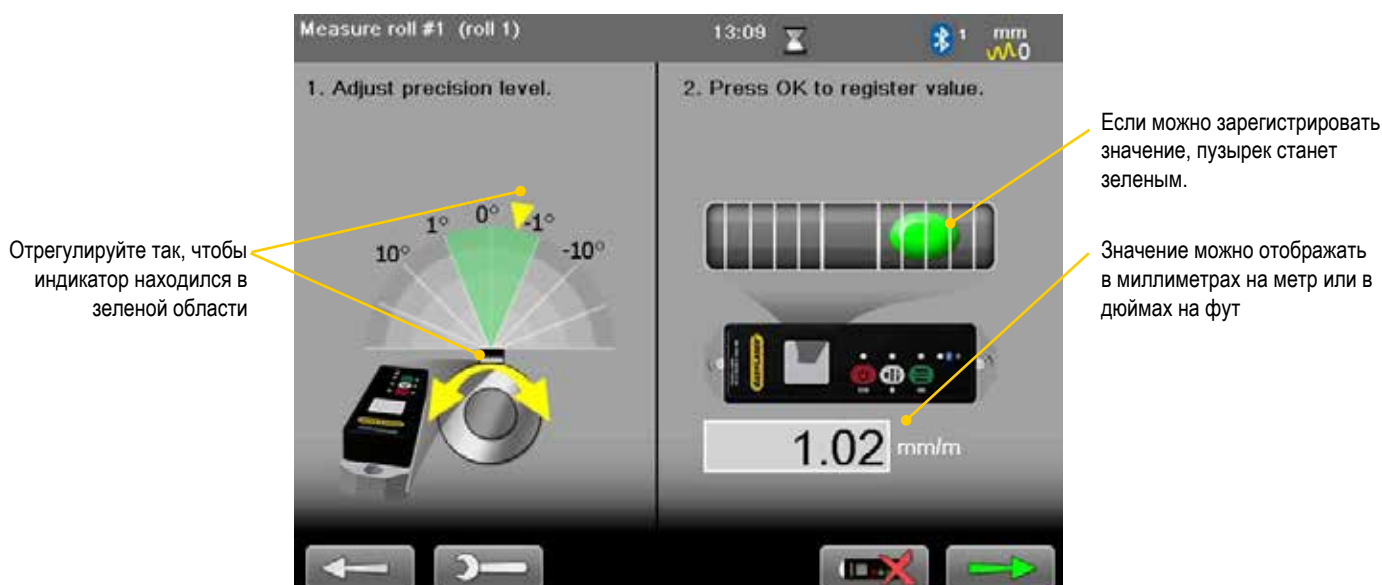 Measure roll #1 (roll 1)
13:09
1
mm
0
1. Adjust precision level.
2. Press OK to register value.
Отрегулируйте так, чтобы
индикатор находился в
зеленой области
10°
1°
0°
-1°
-10°
Если можно зарегистрировать
значение, пузырек станет
зеленым.
Значение можно отображать
в миллиметрах на метр или в
дюймах на фут
1.02 mm/m